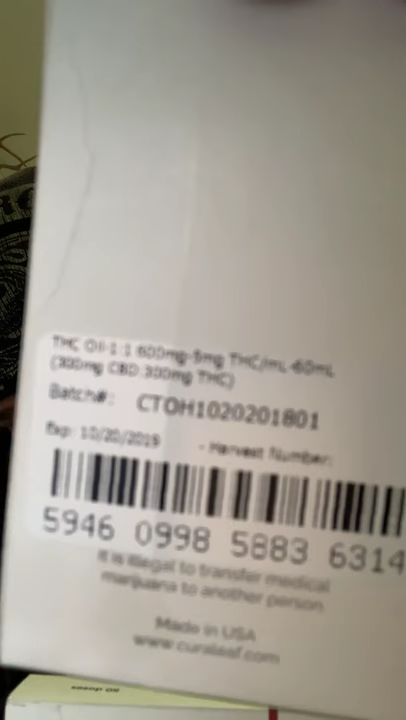 THC Oil-1:1 600mg-5mg THC/mL-60mL
(300mg CBD:300mg THC)
Batch#: CTOH1020201801
Exp: 10/20/2019 - Harvest Number:
5946 0998 5883 6314
It is illegal to transfer medical
marijuana to another person
Made in USA
www.curaleaf.com